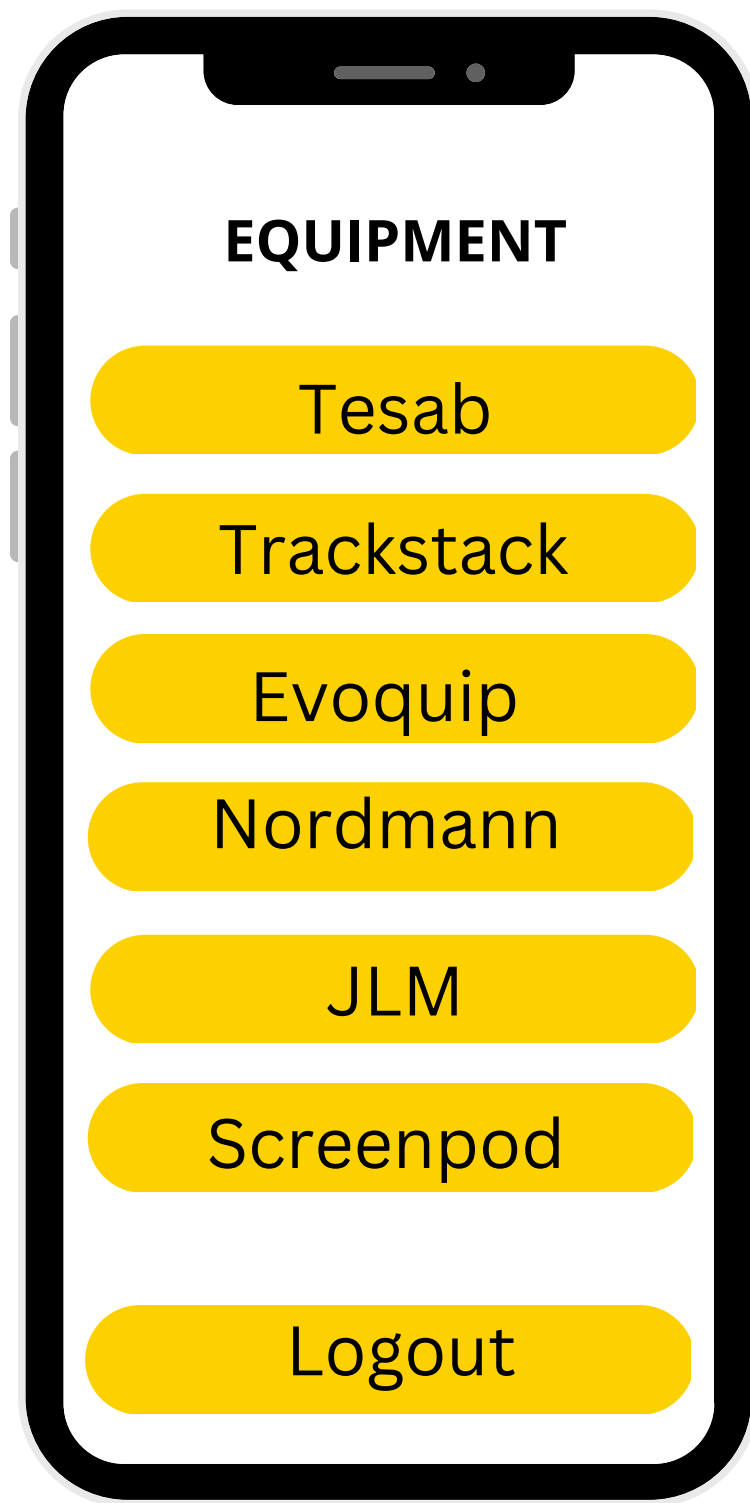 EQUIPMENT
Tesab
Trackstack
Evoquip
Nordmann
JLM
Screenpod
Logout